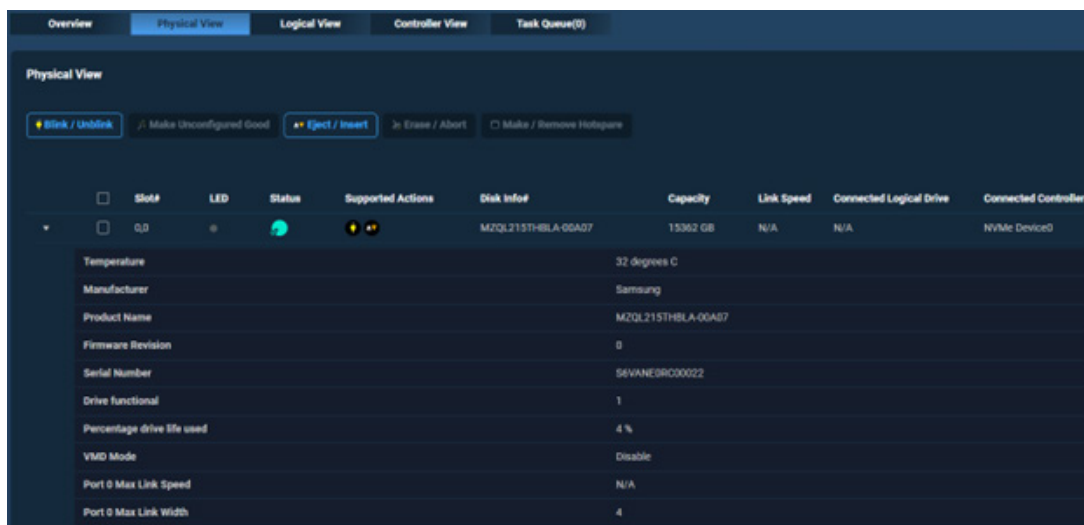 Overview Physical View Logical View Controller View Task Queue(0)
Physical View
Blink / Unblink Make Unconfigured Good Eject / Insert Erase / Abort Make / Remove Hotspare
Slot# LED Status Supported Actions Disk Info# Capacity Link Speed Connected Logical Drive Connected Controller
0,0 MZQL215THBLA-00A07 15362 GB N/A N/A NVMe Device0
Temperature 32 degrees C
Manufacturer Samsung
Product Name MZQL215THBLA-00A07
Firmware Revision 0
Serial Number S6VANE0RC00022
Drive functional 1
Percentage drive life used 4 %
VMD Mode Disable
Port 0 Max Link Speed N/A
Port 0 Max Link Width 4